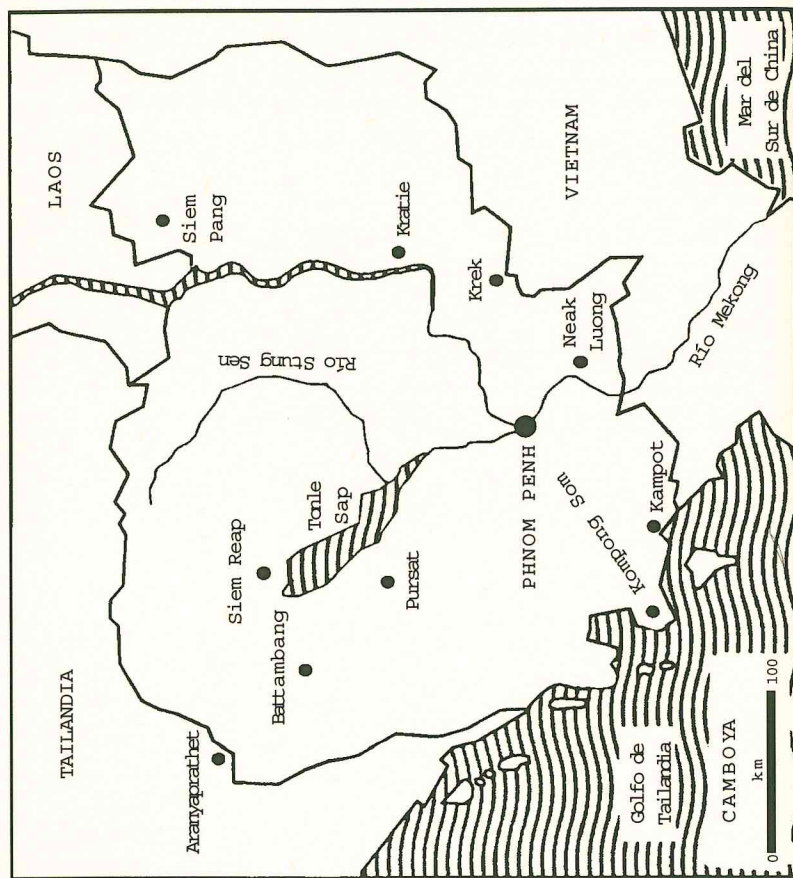 TAILANDIA
LAOS
Aranyaprathet
Siem
Pang
Siem Reap
Battambang
Tonle
Sap
Río Stung Sen
Pursat
Kratie
Krek
PHNOM PENH
Neak
Luong
VIETNAM
Kompong Som
Kampot
Río Mekong
Golfo de
Tailandia
Mar del
Sur de China
CAMBOYA
km
0 100